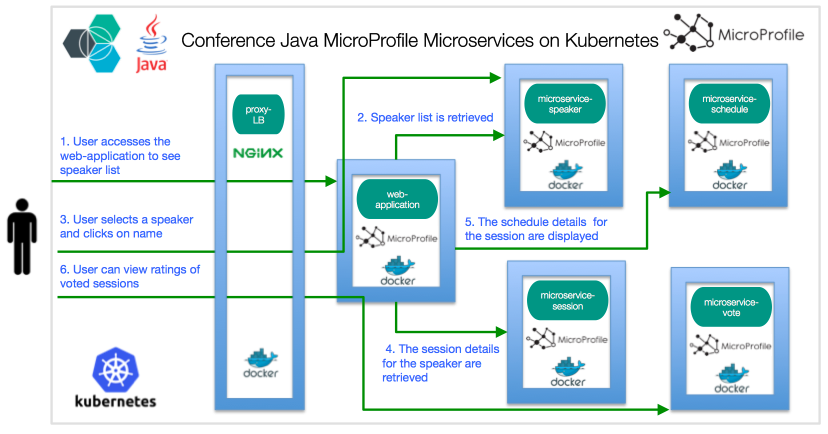 Conference Java MicroProfile Microservices on Kubernetes
Java
MicroProfile
proxy-
LB
NGINX
docker
1. User accesses the
web-application to see
speaker list
3. User selects a speaker
and clicks on name
6. User can view ratings of
voted sessions
kubernetes
2. Speaker list is retrieved
web-
application
MicroProfile
docker
4. The session details
for the speaker are
retrieved
5. The schedule details for
the session are displayed
microservice-
speaker
MicroProfile
docker
microservice-
schedule
MicroProfile
docker
microservice-
session
MicroProfile
docker
microservice-
vote
MicroProfile
docker